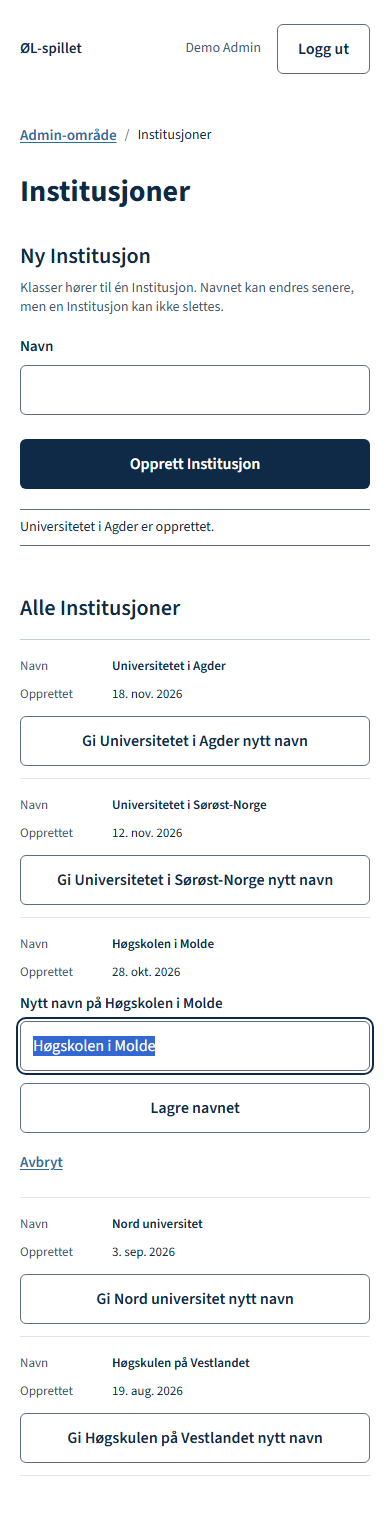 ØL-spillet
Demo Admin
Logg ut
Admin-område / Institusjoner
Institusjoner
Ny Institusjon
Klasser hører til én Institusjon. Navnet kan endres senere,
men en Institusjon kan ikke slettes.
Navn
Opprett Institusjon
Universitetet i Agder er opprettet.
Alle Institusjoner
Navn Universitetet i Agder
Opprettet 18. nov. 2026
Gi Universitetet i Agder nytt navn
Navn Universitetet i Sørøst-Norge
Opprettet 12. nov. 2026
Gi Universitetet i Sørøst-Norge nytt navn
Navn Høgskolen i Molde
Opprettet 28. okt. 2026
Nytt navn på Høgskolen i Molde
Høgskolen i Molde
Lagre navnet
Avbryt
Navn Nord universitet
Opprettet 3. sep. 2026
Gi Nord universitet nytt navn
Navn Høgskulen på Vestlandet
Opprettet 19. aug. 2026
Gi Høgskulen på Vestlandet nytt navn